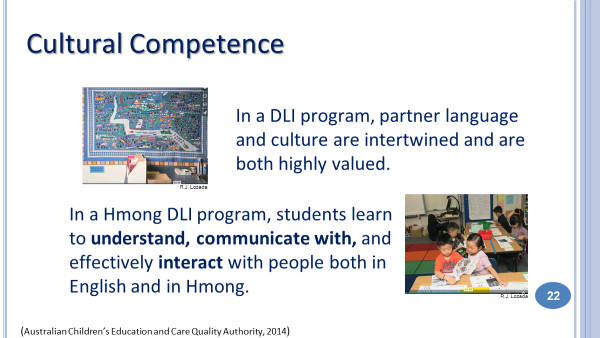 Cultural Competence
In a DLI program, partner language
and culture are intertwined and are
both highly valued.
R.J. Lozada
In a Hmong DLI program, students learn
to understand, communicate with, and
effectively interact with people both in
English and in Hmong.
R.J. Lozada
22
(Australian Children's Education and Care Quality Authority, 2014)